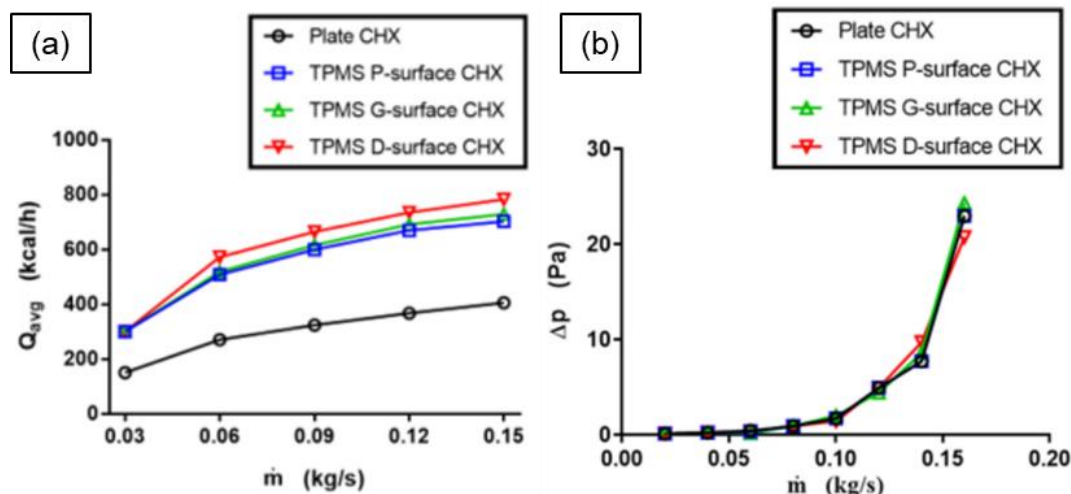 (a)
Plate CHX
TPMS P-surface CHX
TPMS G-surface CHX
TPMS D-surface CHX
1000
800
600
400
200
0
Qavg (kcal/h)
0.03 0.06 0.09 0.12 0.15
ṁ (kg/s)
(b)
Plate CHX
TPMS P-surface CHX
TPMS G-surface CHX
TPMS D-surface CHX
30
20
10
0
Δp (Pa)
0.00 0.05 0.10 0.15 0.20
ṁ (kg/s)